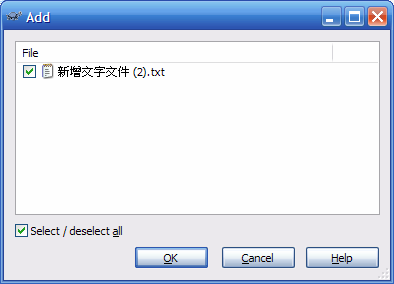 Add
File
新增文字文件 (2).txt
Select / deselect all
OK
Cancel
Help